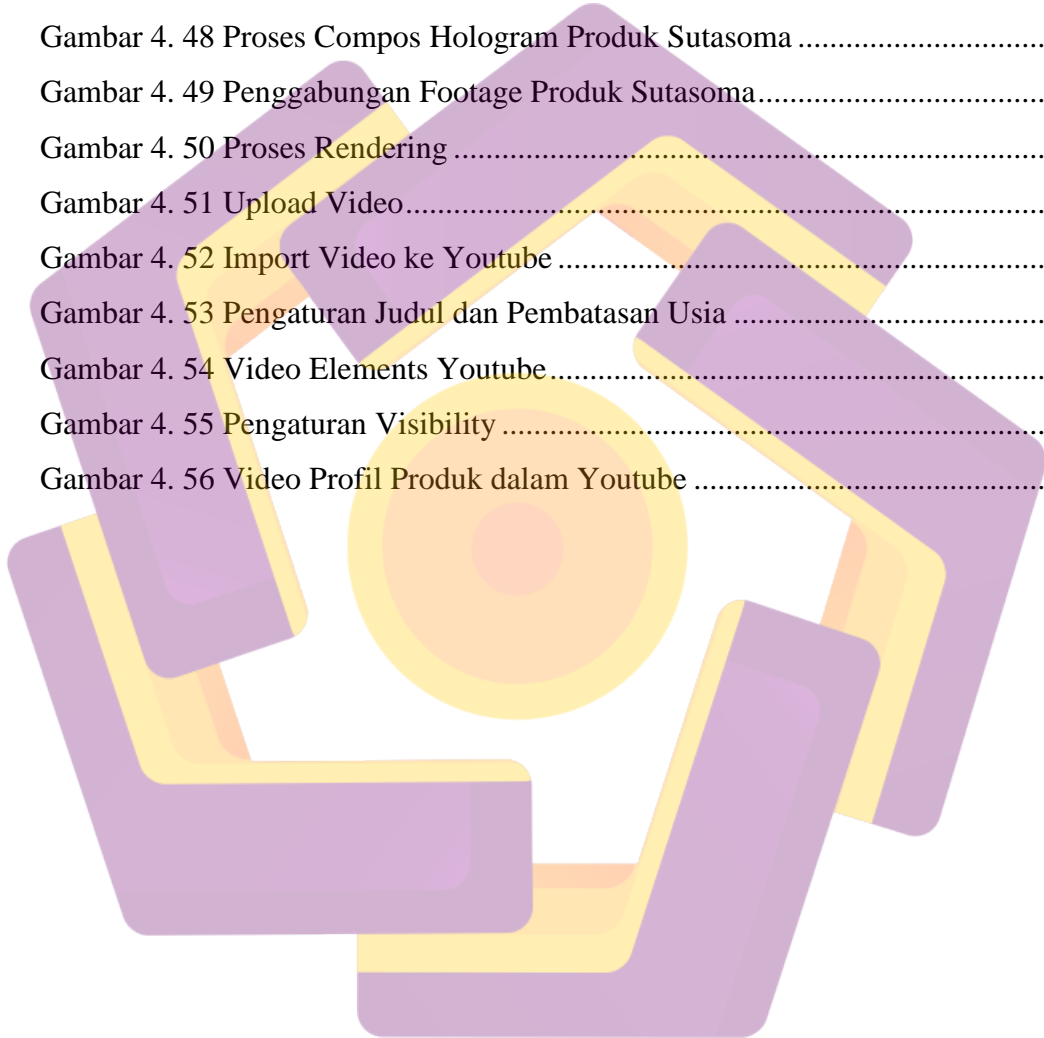 Gambar 4. 48 Proses Compos Hologram Produk Sutasoma ...............................
Gambar 4. 49 Penggabungan Footage Produk Sutasoma....................................
Gambar 4. 50 Proses Rendering ..........................................................................
Gambar 4. 51 Upload Video................................................................................
Gambar 4. 52 Import Video ke Youtube .............................................................
Gambar 4. 53 Pengaturan Judul dan Pembatasan Usia .......................................
Gambar 4. 54 Video Elements Youtube..............................................................
Gambar 4. 55 Pengaturan Visibility ....................................................................
Gambar 4. 56 Video Profil Produk dalam Youtube ............................................